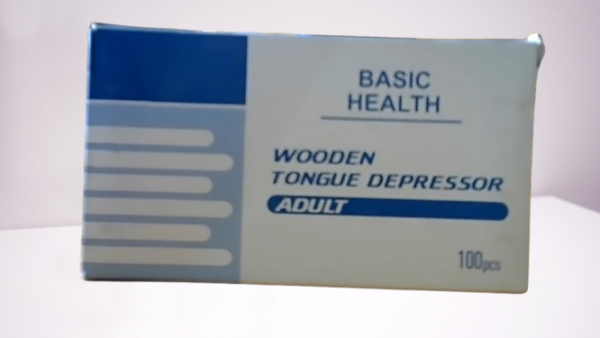 BASIC
HEALTH
WOODEN
TONGUE DEPRESSOR
ADULT
100pcs